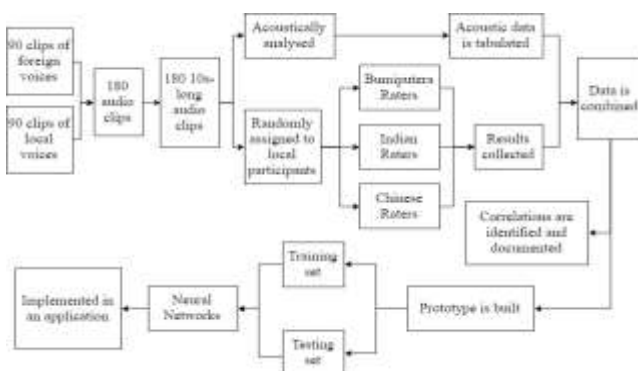 90 clips of
foreign
voices
90 clips of
local
voices
180
audio
clips
180 10s-
long
audio
clips
Acoustically
analysed
Randomly
assigned to
local
participants
Bumiputera
Raters
Indian
Raters
Chinese
Raters
Acoustic data
is tabulated
Results
collected
Data is
combined
Correlations are
identified and
documented
Prototype is built
Training
set
Testing
set
Neural
Networks
Implemented in
an application